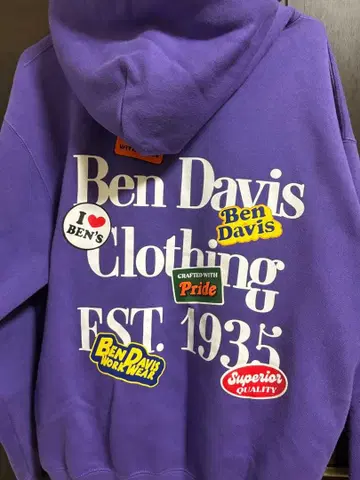 Ben Davis
I ❤ BEN'S
Ben
Davis
Clothing
CRAFTED WITH
Pride
EST. 1935
BEN DAVIS
WORK WEAR
Superior
QUALITY